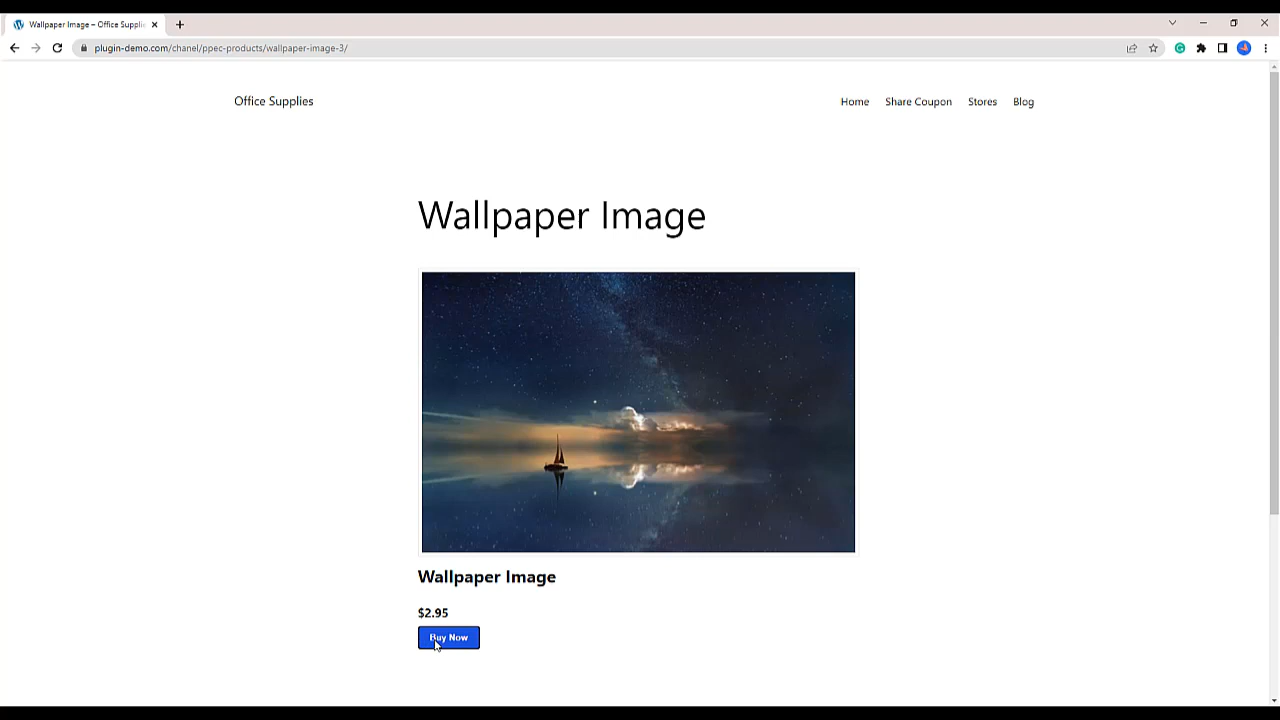 Wallpaper Image – Office Supplie
plugin-demo.com/chanel/ppec-products/wallpaper-image-3/
Office Supplies
Home Share Coupon Stores Blog
Wallpaper Image
Wallpaper Image
$2.95
Buy Now